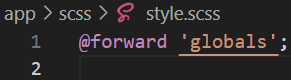 app > scss > style.scss
1 @forward 'globals';
2